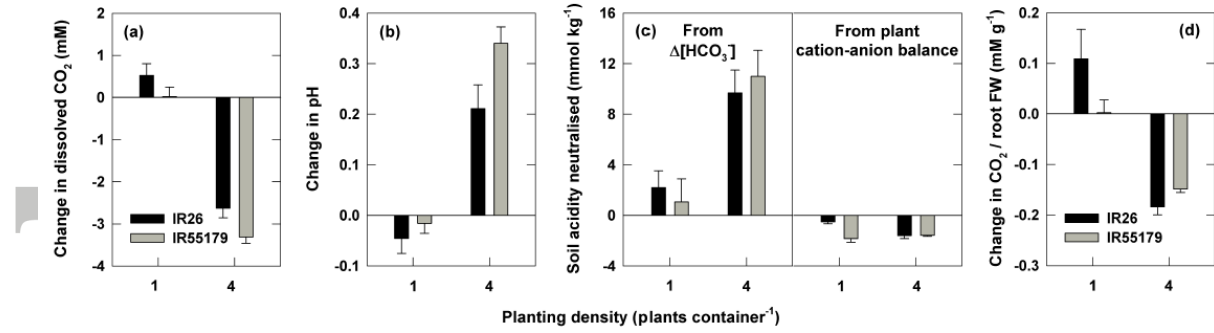 Change in dissolved CO₂ (mM)
2
1
0
-1
-2
-3
-4
(a)
IR26
IR55179
1 4
Change in pH
0.4
0.3
0.2
0.1
0.0
-0.1
(b)
1 4
Soil acidity neutralised (mmol kg⁻¹)
16
12
8
4
0
-4
(c)
From
Δ[HCO₃⁻]
From plant
cation-anion balance
1 4 1 4
Change in CO₂ / root FW (mM g⁻¹)
0.2
0.1
0.0
-0.1
-0.2
-0.3
(d)
1 4
Planting density (plants container⁻¹)